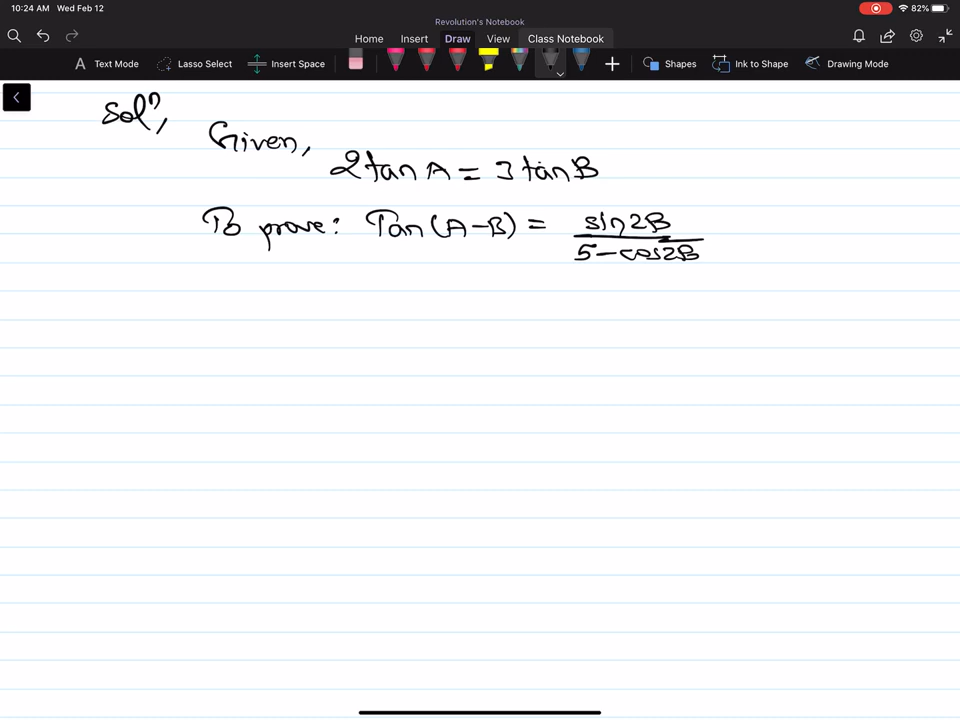 10:24 AM Wed Feb 12
82%
Revolution's Notebook
Home Insert Draw View Class Notebook
Text Mode Lasso Select Insert Space Shapes Ink to Shape Drawing Mode
Solⁿ,
Given,
2tanA = 3tanB
To prove: Tan(A-B) = sin2B
5-cos2B